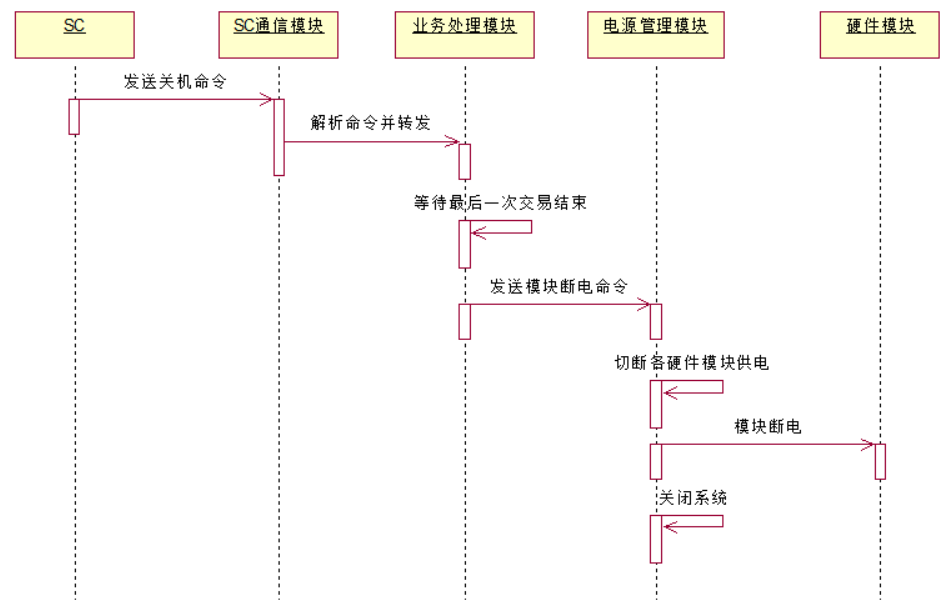 SC
SC通信模块
业务处理模块
电源管理模块
硬件模块
发送关机命令
解析命令并转发
等待最后一次交易结束
发送模块断电命令
切断各硬件模块供电
模块断电
关闭系统